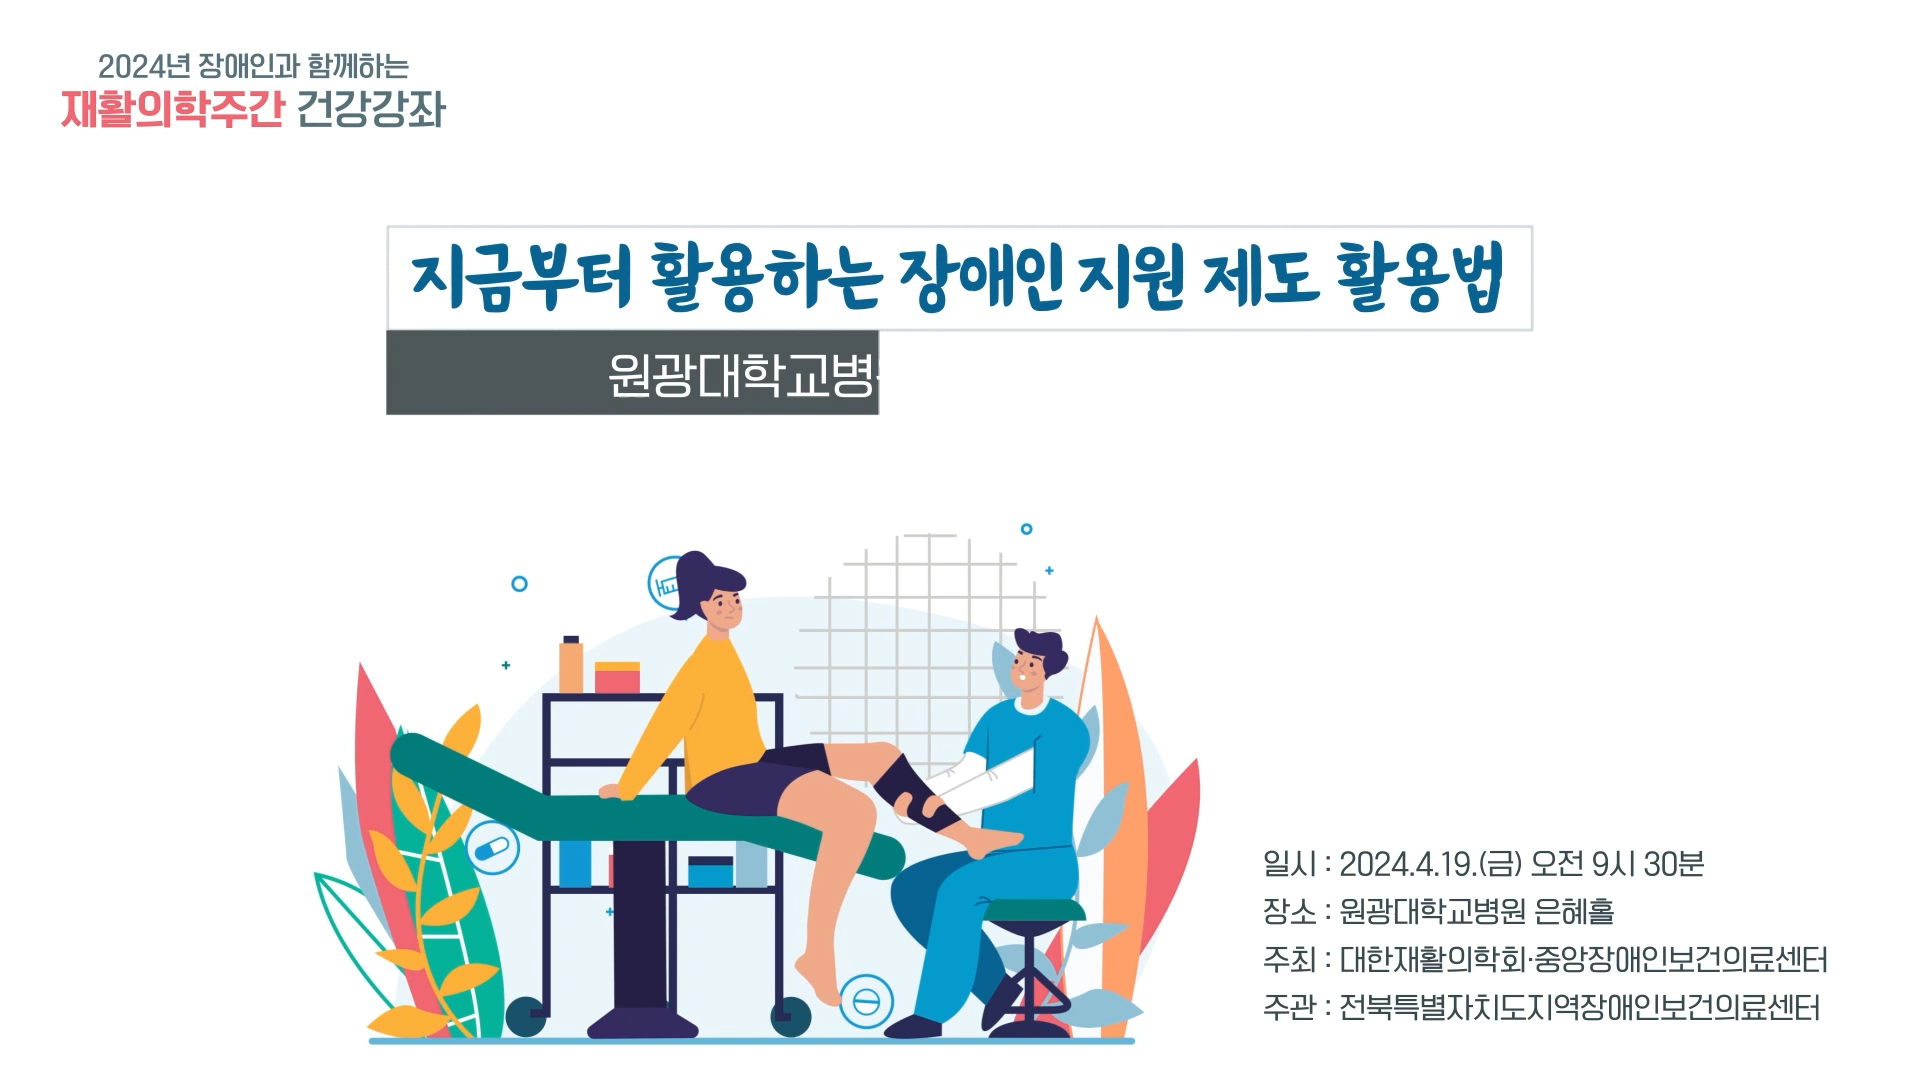 2024년 장애인과 함께하는
재활의학주간 건강강좌
지금부터 활용하는 장애인 지원 제도 활용법
원광대학교병
일시 : 2024.4.19.(금) 오전 9시 30분
장소 : 원광대학교병원 은혜홀
주최 : 대한재활의학회·중앙장애인보건의료센터
주관 : 전북특별자치도지역장애인보건의료센터